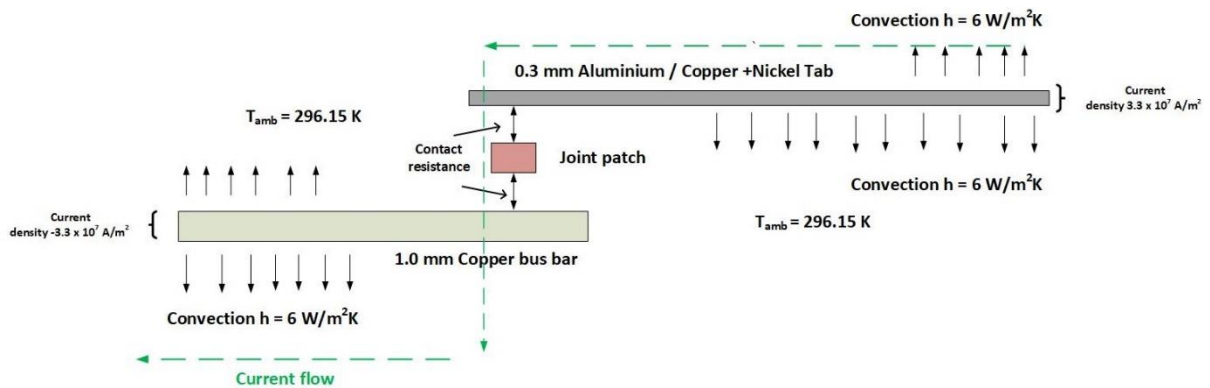 Convection h = 6 W/m²K
0.3 mm Aluminium / Copper +Nickel Tab
Current
density 3.3 x 10⁷ A/m²
T_amb = 296.15 K
Contact
resistance
Joint patch
Convection h = 6 W/m²K
Current
density -3.3 x 10⁷ A/m²
T_amb = 296.15 K
1.0 mm Copper bus bar
Convection h = 6 W/m²K
Current flow